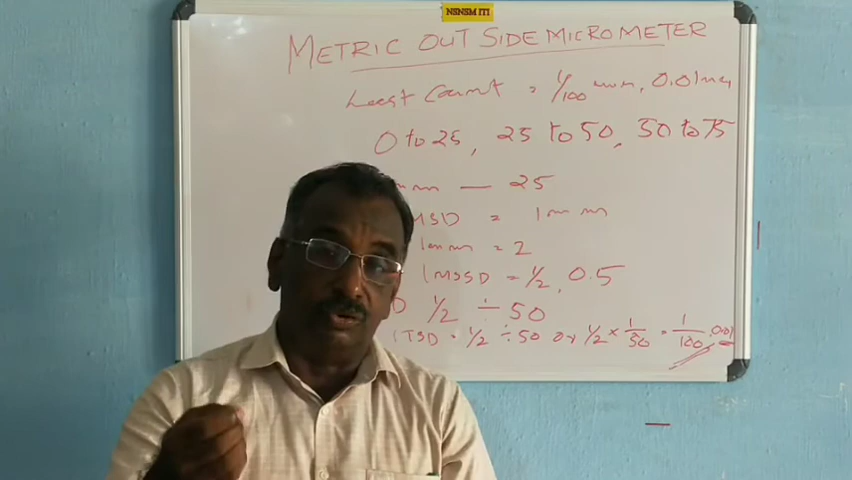 NSNSM ITI
METRIC OUT SIDE MICROMETER
Least Count = 1/100 mm, 0.01mm
0 to 25, 25 to 50, 50 to 75
mm — 25
MSD = 1mm
1mm = 2
1MSSD = 1/2, 0.5
D 1/2 ÷ 50
1TSD = 1/2 ÷ 50 or 1/2 × 1/50 = 1/100 .001